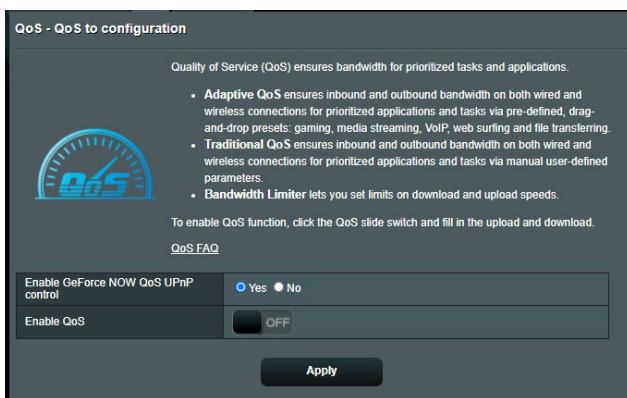 QoS - QoS to configuration
Quality of Service (QoS) ensures bandwidth for prioritized tasks and applications.
• Adaptive QoS ensures inbound and outbound bandwidth on both wired and
wireless connections for prioritized applications and tasks via pre-defined, drag-
and-drop presets: gaming, media streaming, VoIP, web surfing and file transferring.
• Traditional QoS ensures inbound and outbound bandwidth on both wired and
wireless connections for prioritized applications and tasks via manual user-defined
parameters.
• Bandwidth Limiter lets you set limits on download and upload speeds.
QoS
To enable QoS function, click the QoS slide switch and fill in the upload and download.
QoS FAQ
Enable GeForce NOW QoS UPnP
control
Yes No
Enable QoS
OFF
Apply